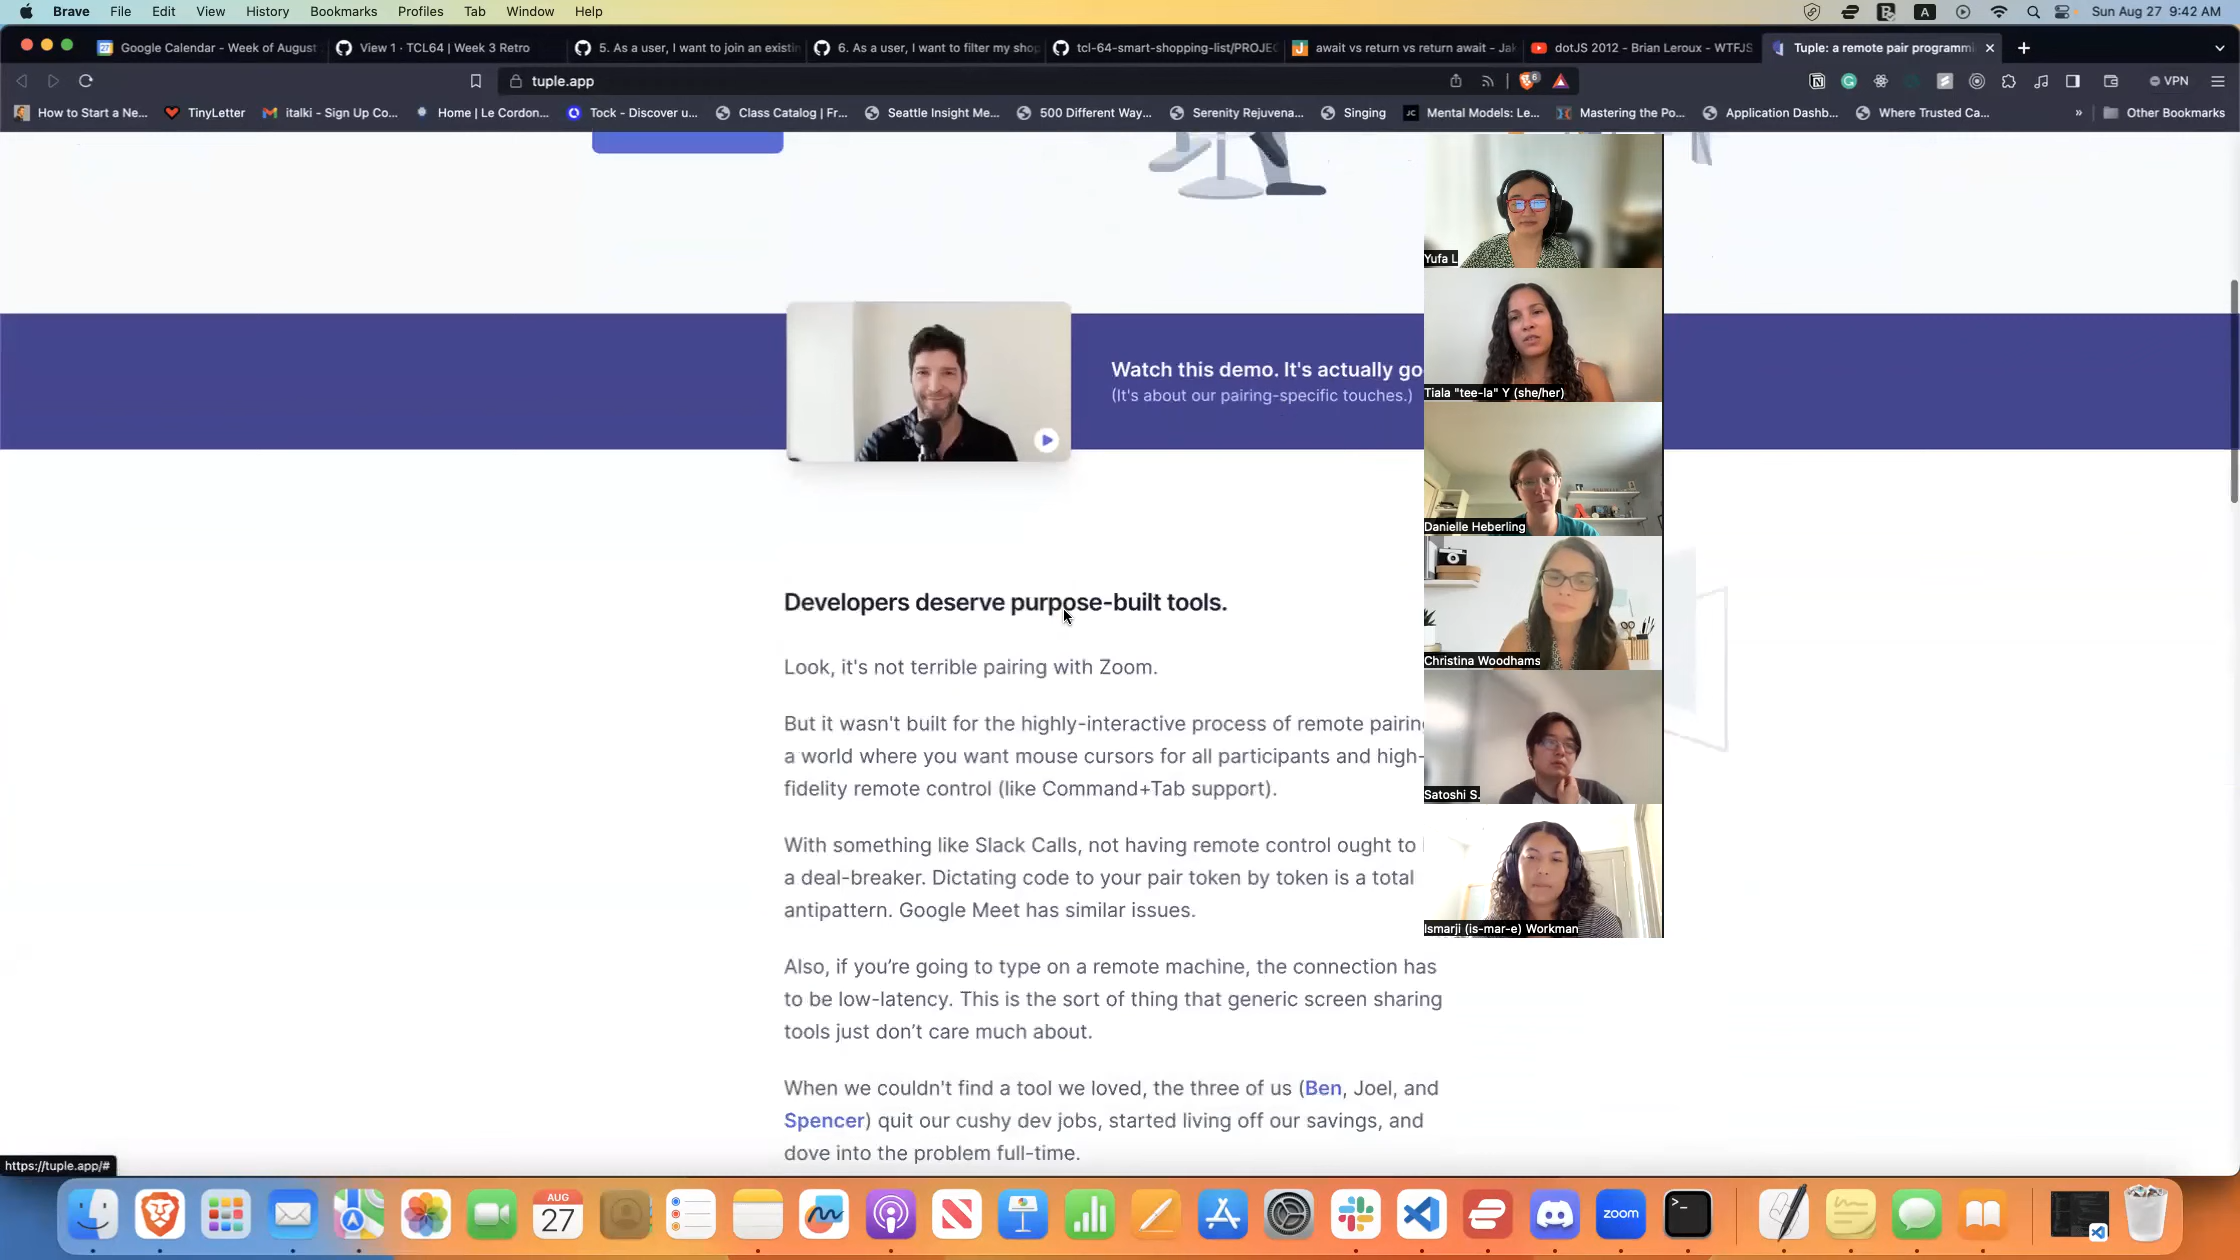 Brave File Edit View History Bookmarks Profiles Tab Window Help
A
Sun Aug 27 9:42 AM
Google Calendar - Week of August
View 1 · TCL64 | Week 3 Retro
5. As a user, I want to join an existin
6. As a user, I want to filter my shop
tcl-64-smart-shopping-list/PROJE
await vs return vs return await - Jak
dotJS 2012 - Brian Leroux - WTFJS
Tuple: a remote pair programmi
tuple.app
6
VPN
How to Start a Ne...
TinyLetter
italki - Sign Up Co...
Home | Le Cordon...
Tock - Discover u...
Class Catalog | Fr...
Seattle Insight Me...
500 Different Way...
Serenity Rejuvena...
Singing
JC
Mental Models: Le...
Mastering the Po...
Application Dashb...
Where Trusted Ca...
»
Other Bookmarks
Watch this demo. It's actually go
(It's about our pairing-specific touches.)
Developers deserve purpose-built tools.
Look, it's not terrible pairing with Zoom.
But it wasn't built for the highly-interactive process of remote pairing
a world where you want mouse cursors for all participants and high-
fidelity remote control (like Command+Tab support).
With something like Slack Calls, not having remote control ought to
a deal-breaker. Dictating code to your pair token by token is a total
antipattern. Google Meet has similar issues.
Also, if you’re going to type on a remote machine, the connection has
to be low-latency. This is the sort of thing that generic screen sharing
tools just don’t care much about.
When we couldn't find a tool we loved, the three of us (Ben, Joel, and
Spencer) quit our cushy dev jobs, started living off our savings, and
dove into the problem full-time.
Yufa L
Tiala "tee-la" Y (she/her)
Danielle Heberling
Christina Woodhams
Satoshi S.
Ismarji (is-mar-e) Workman
https://tuple.app/#
AUG
27
zoom